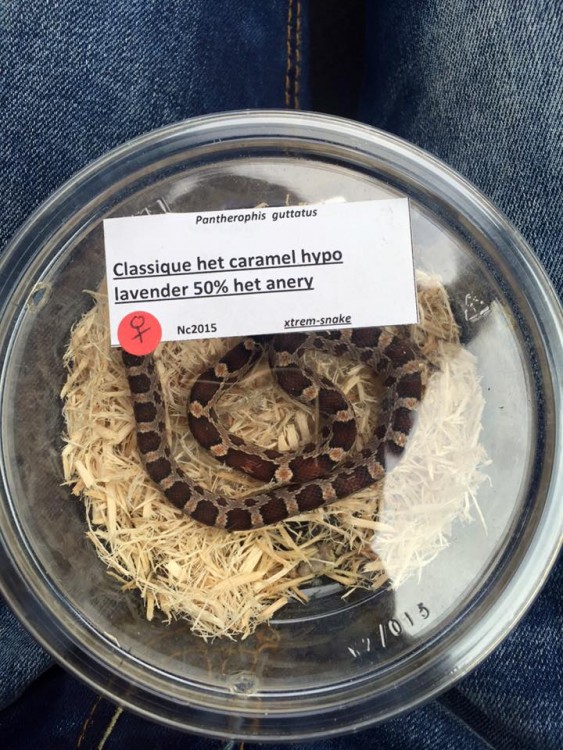 Pantherophis guttatus
Classique het caramel hypo
lavender 50% het anery
Nc2015
xtrem-snake